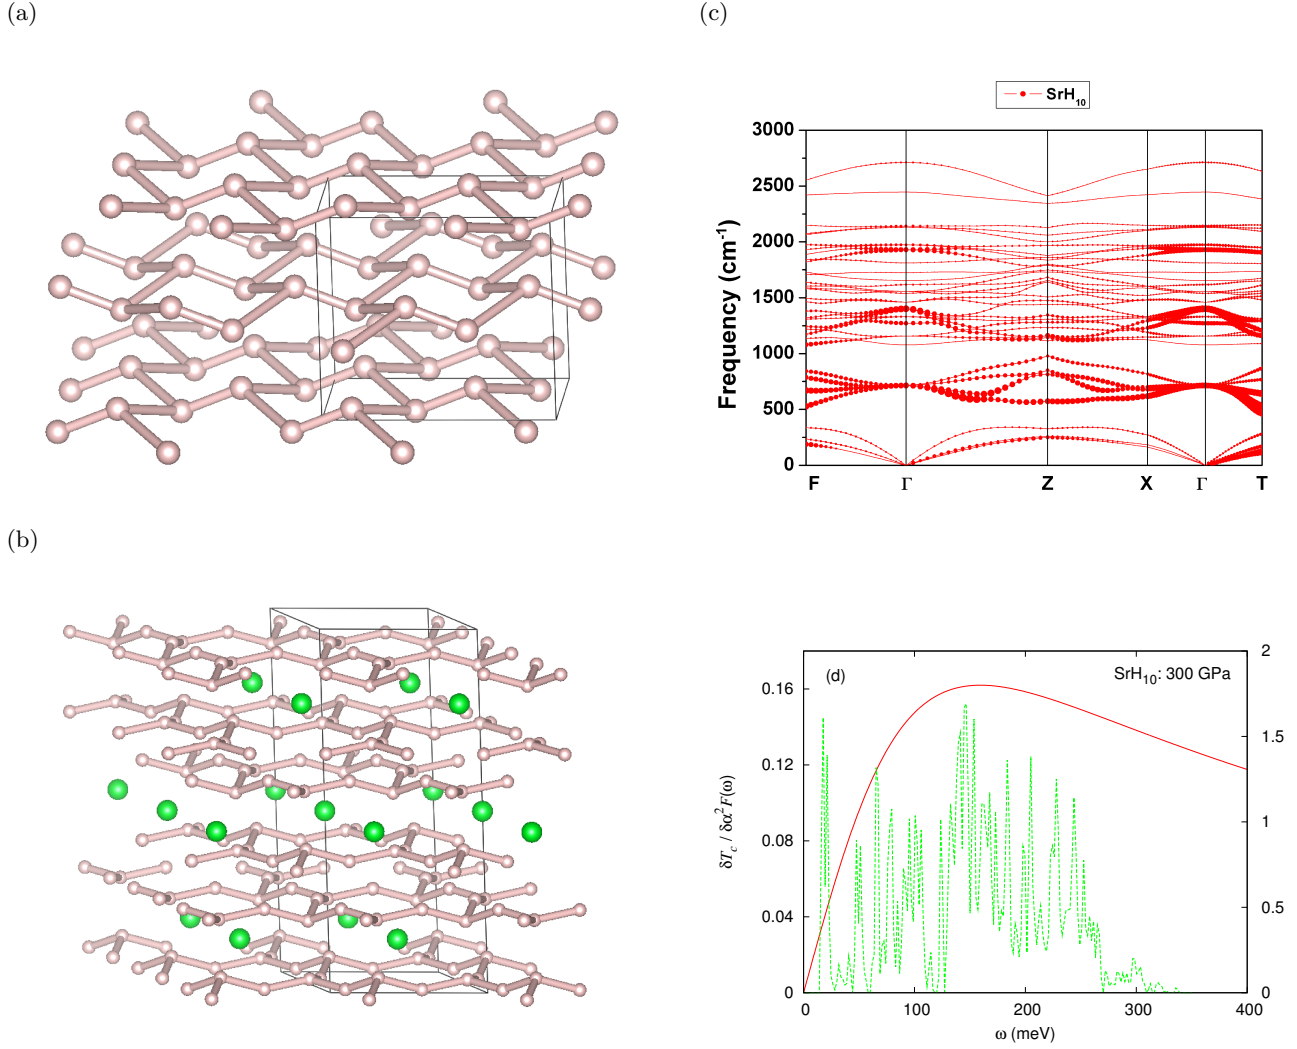 (a)
(c)
SrH10
Frequency (cm-1)
3000
2500
2000
1500
1000
500
0
F Γ Z X Γ T
(b)
(d)
SrH10: 300 GPa
δTc / δα2F(ω)
0.16
0.12
0.08
0.04
0
2
1.5
1
0.5
0
0 100 200 300 400
ω (meV)